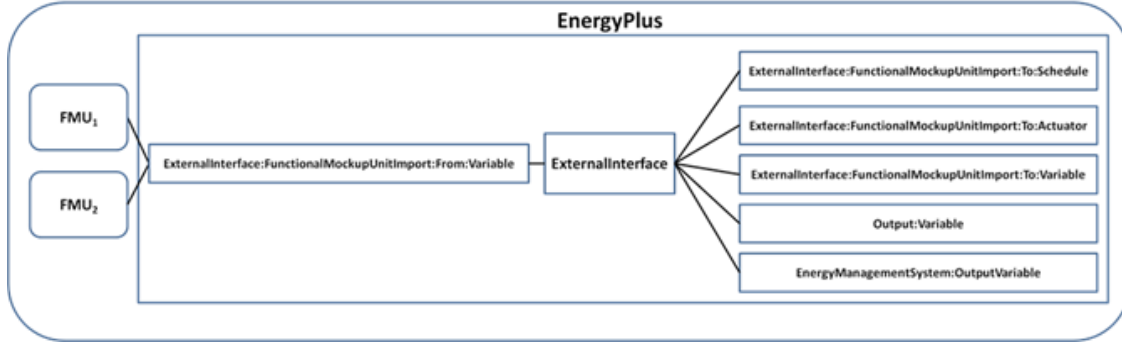 EnergyPlus
FMU₁
FMU₂
ExternalInterface:FunctionalMockupUnitImport:From:Variable
ExternalInterface
ExternalInterface:FunctionalMockupUnitImport:To:Schedule
ExternalInterface:FunctionalMockupUnitImport:To:Actuator
ExternalInterface:FunctionalMockupUnitImport:To:Variable
Output:Variable
EnergyManagementSystem:OutputVariable